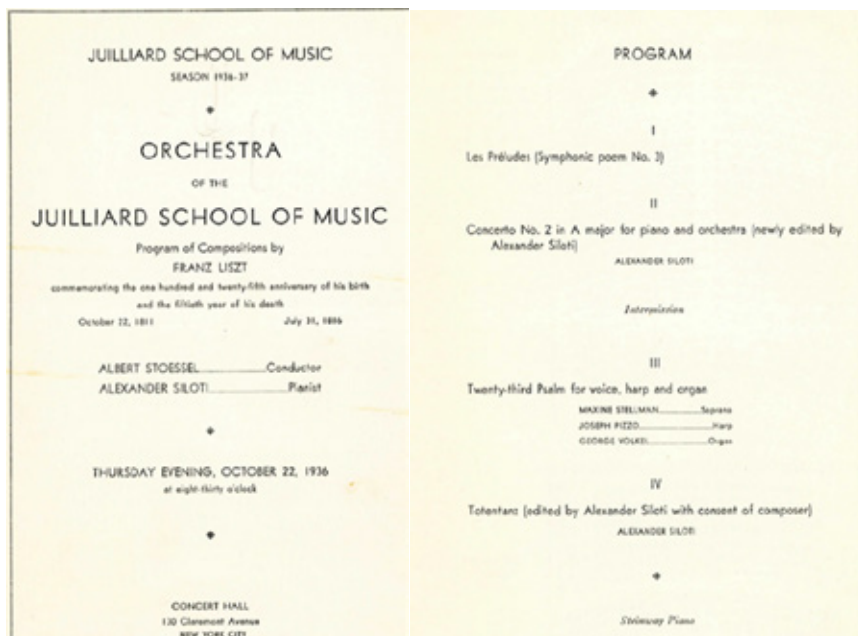 JUILLIARD SCHOOL OF MUSIC
SEASON 1936-37
ORCHESTRA
OF THE
JUILLIARD SCHOOL OF MUSIC
Program of Compositions by
FRANZ LISZT
commemorating the one hundred and twenty-fifth anniversary of his birth
and the fiftieth year of his death
October 22, 1811 July 31, 1886
ALBERT STOESSEL Conductor
ALEXANDER SILOTI Pianist
THURSDAY EVENING, OCTOBER 22, 1936
at eight-thirty o'clock
CONCERT HALL
130 Claremont Avenue
NEW YORK CITY
PROGRAM
I
Les Préludes (Symphonic poem No. 3)
II
Concerto No. 2 in A major for piano and orchestra (newly edited by
Alexander Siloti)
ALEXANDER SILOTI
Intermission
III
Twenty-third Psalm for voice, harp and organ
MAXINE STELLMAN Soprano
JOSEPH PIZZO Harp
GEORGE VOLKEL Organ
IV
Totentanz (edited by Alexander Siloti with consent of composer)
ALEXANDER SILOTI
Steinway Piano